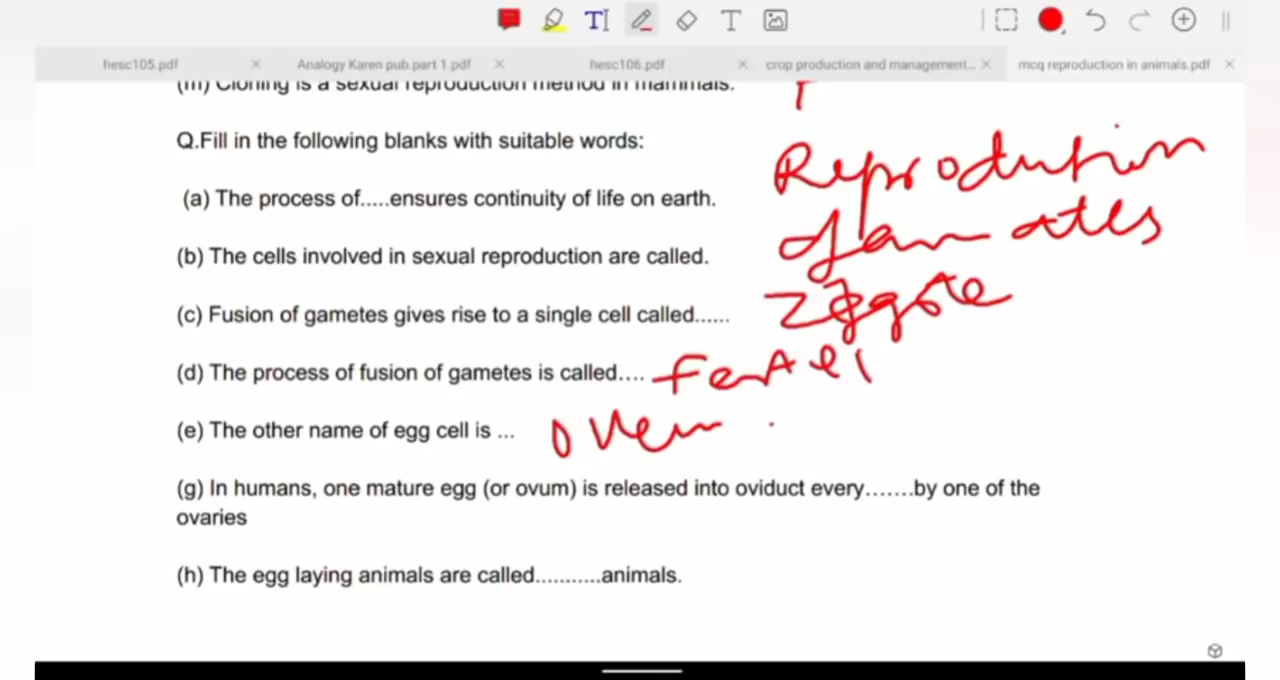 hesc105.pdf Analogy Karen pub.part 1.pdf hesc106.pdf crop production and management... mcq reproduction in animals.pdf
(m) Cloning is a sexual reproduction method in mammals. F
Q.Fill in the following blanks with suitable words:
(a) The process of.....ensures continuity of life on earth. Reprodution
(b) The cells involved in sexual reproduction are called.
(c) Fusion of gametes gives rise to a single cell called...... Zygote
(d) The process of fusion of gametes is called.... Fertili
(e) The other name of egg cell is ... Ovem
(g) In humans, one mature egg (or ovum) is released into oviduct every.......by one of the
ovaries
(h) The egg laying animals are called...........animals.